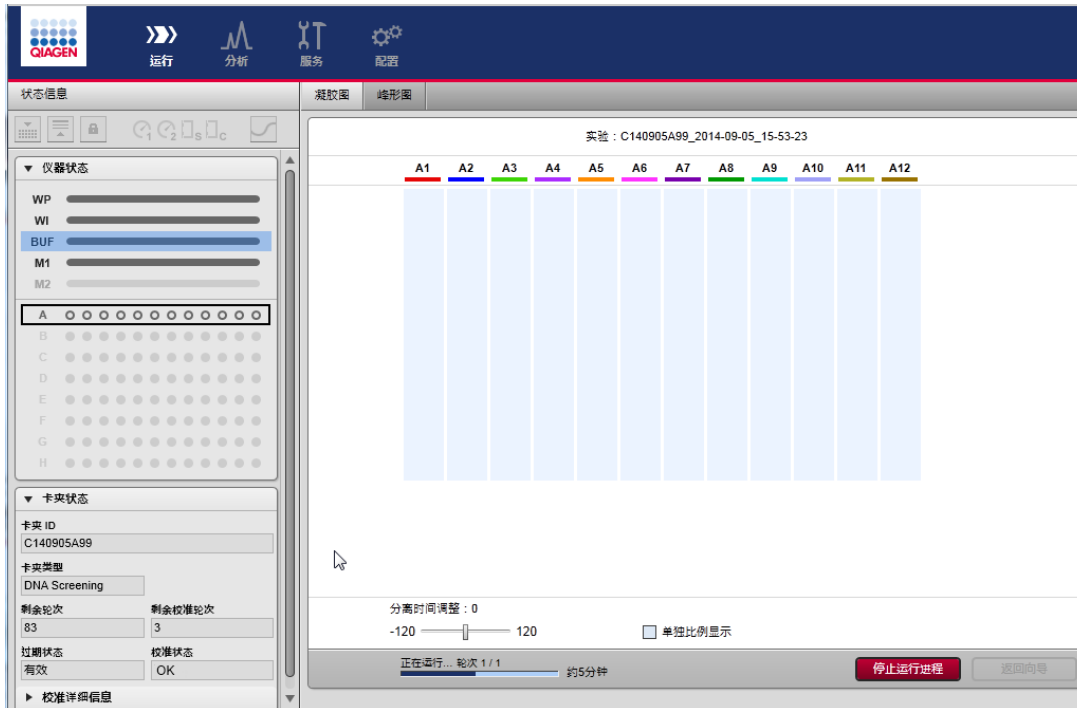 QIAGEN
运行
分析
服务
配置
状态信息
凝胶图
峰形图
1 2 S C
实验：C140905A99_2014-09-05_15-53-23
仪器状态
A1 A2 A3 A4 A5 A6 A7 A8 A9 A10 A11 A12
WP
WI
BUF
M1
M2
A
B
C
D
E
F
G
H
卡夹状态
卡夹 ID
C140905A99
卡夹类型
DNA Screening
剩余轮次 剩余校准轮次
83 3
过期状态 校准状态
有效 OK
校准详细信息
分离时间调整：0
-120 120
单独比例显示
正在运行... 轮次 1 / 1
约5分钟
停止运行进程
返回向导